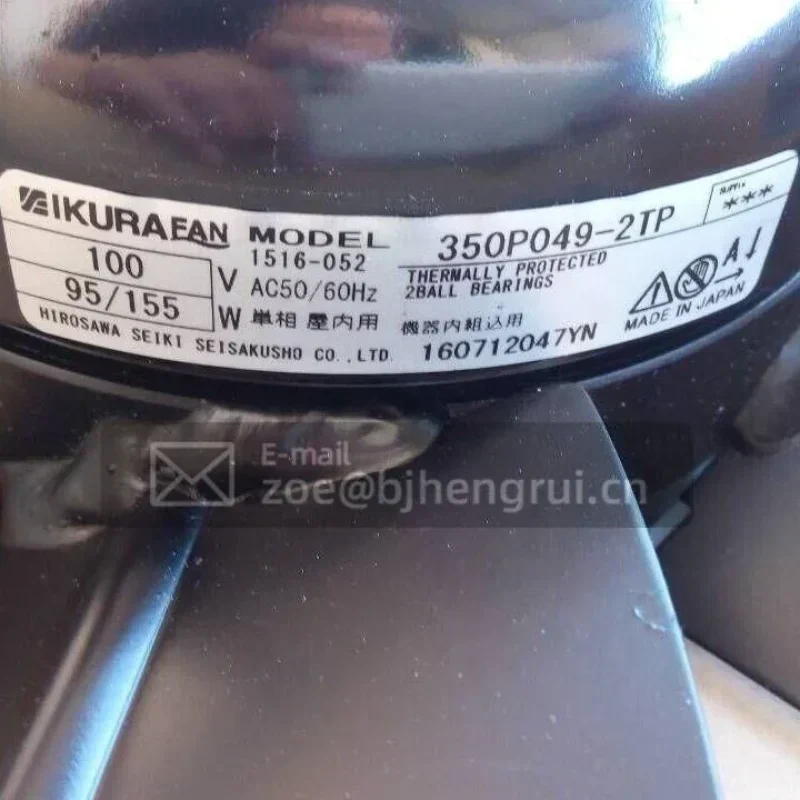 IKURAFAN MODEL 350P049-2TP SUFFIX ***
100 V 1516-052 THERMALLY PROTECTED
95/155 W AC50/60Hz 2BALL BEARINGS
単相 屋内用 機器内組込用 MADE IN JAPAN
HIROSAWA SEIKI SEISAKUSHO CO.,LTD. 160712047YN
A↓
E-mail
zoe@bjhengrui.cn